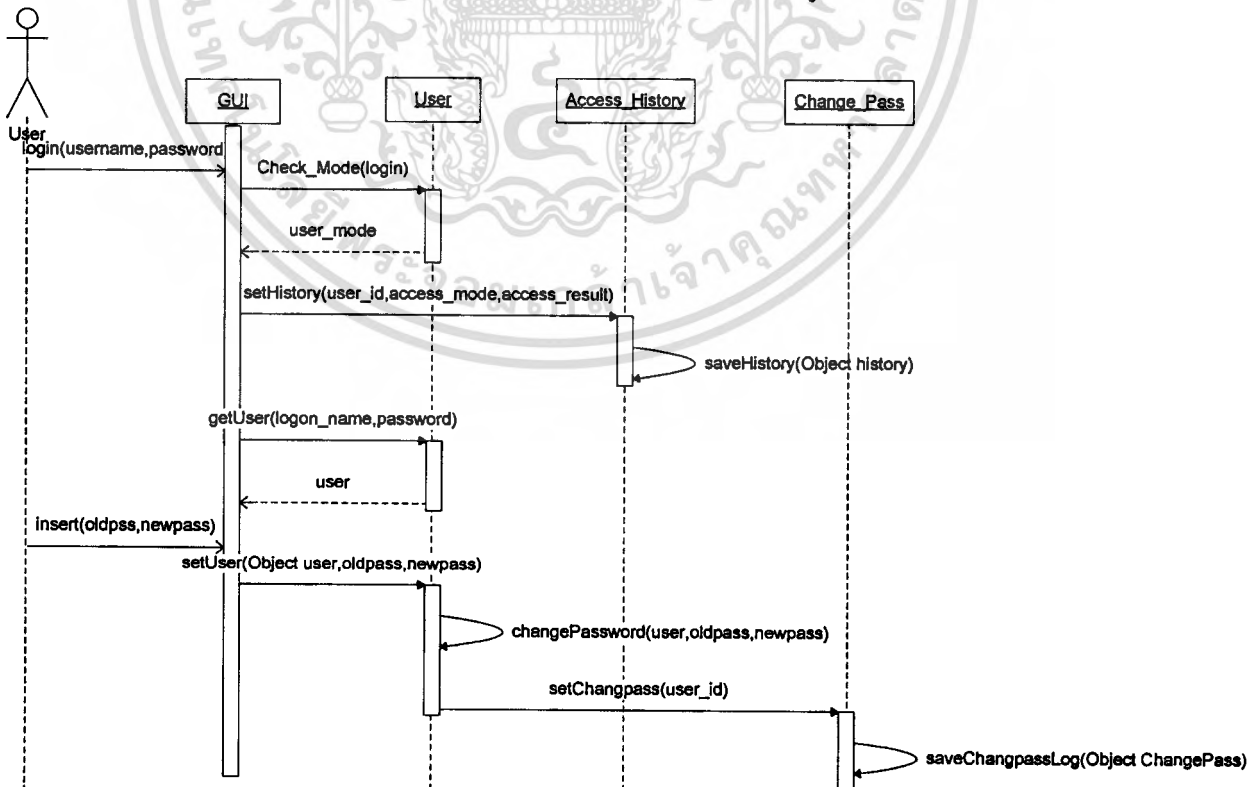 GUI
User
Access_History
Change_Pass
User
login(username,password
Check_Mode(login)
user_mode
setHistory(user_id,access_mode,access_result)
saveHistory(Object history)
getUser(logon_name,password)
user
insert(oldpss,newpass)
setUser(Object user,oldpass,newpass)
changePassword(user,oldpass,newpass)
setChangpass(user_id)
saveChangpassLog(Object ChangePass)